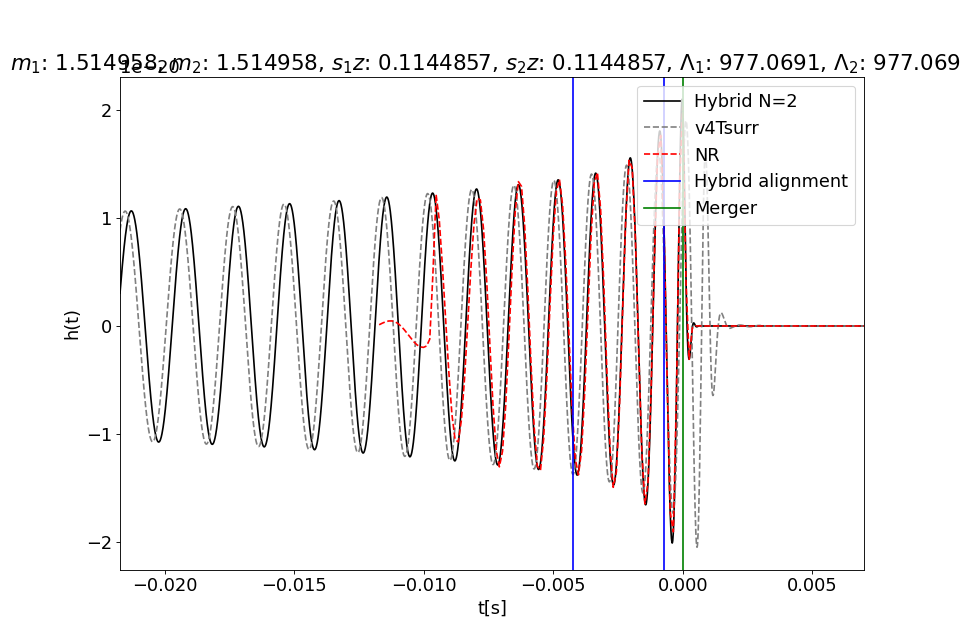 m₁: 1.514958, m₂: 1.514958, s₁z: 0.1144857, s₂z: 0.1144857, Λ₁: 977.0691, Λ₂: 977.069
1e−20
Hybrid N=2
v4Tsurr
NR
Hybrid alignment
Merger
2
1
0
−1
−2
h(t)
−0.020 −0.015 −0.010 −0.005 0.000 0.005
t[s]